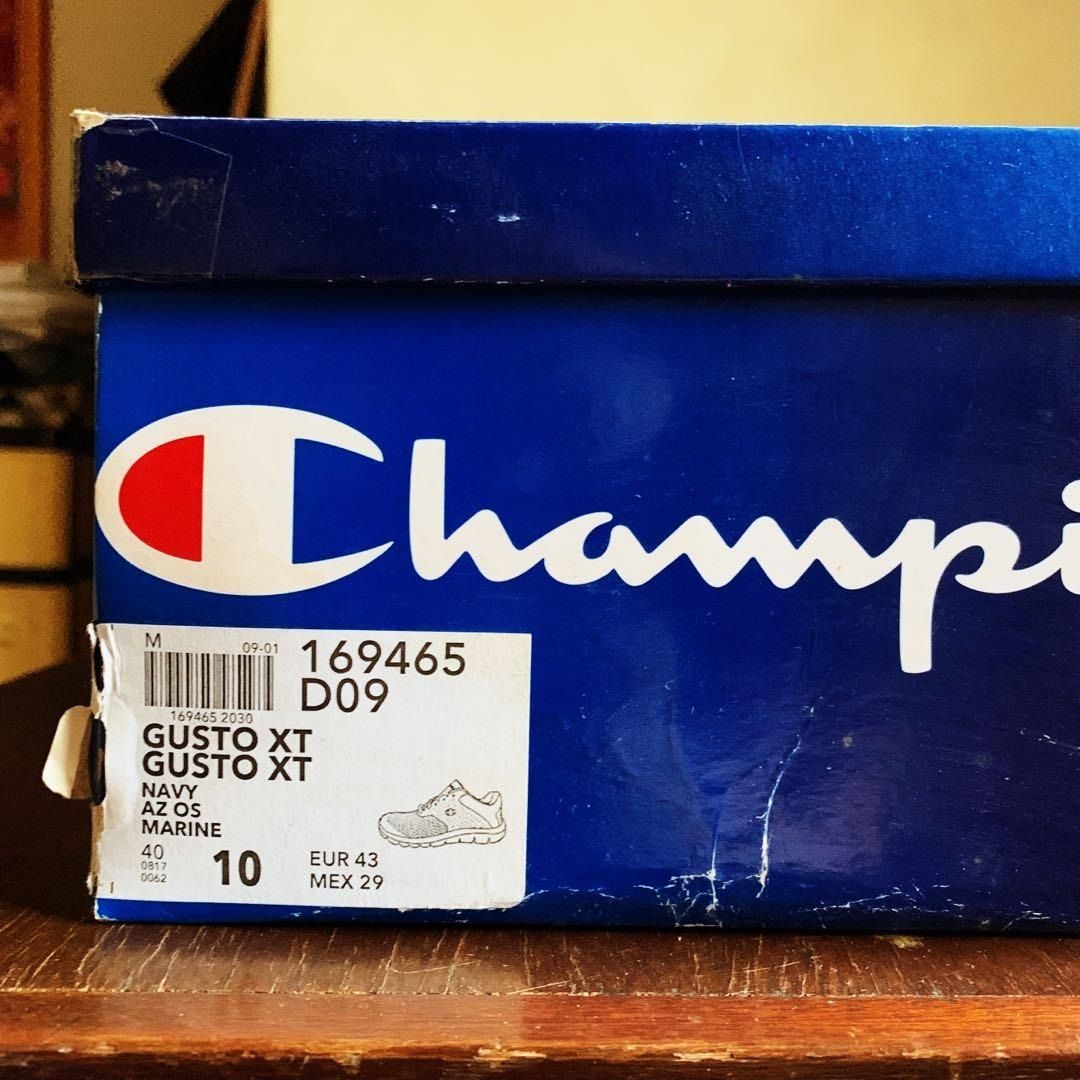 Champi
M 09-01
169465
D09
169465 2030
GUSTO XT
GUSTO XT
NAVY
AZ OS
MARINE
40
0817
0062
10
EUR 43
MEX 29